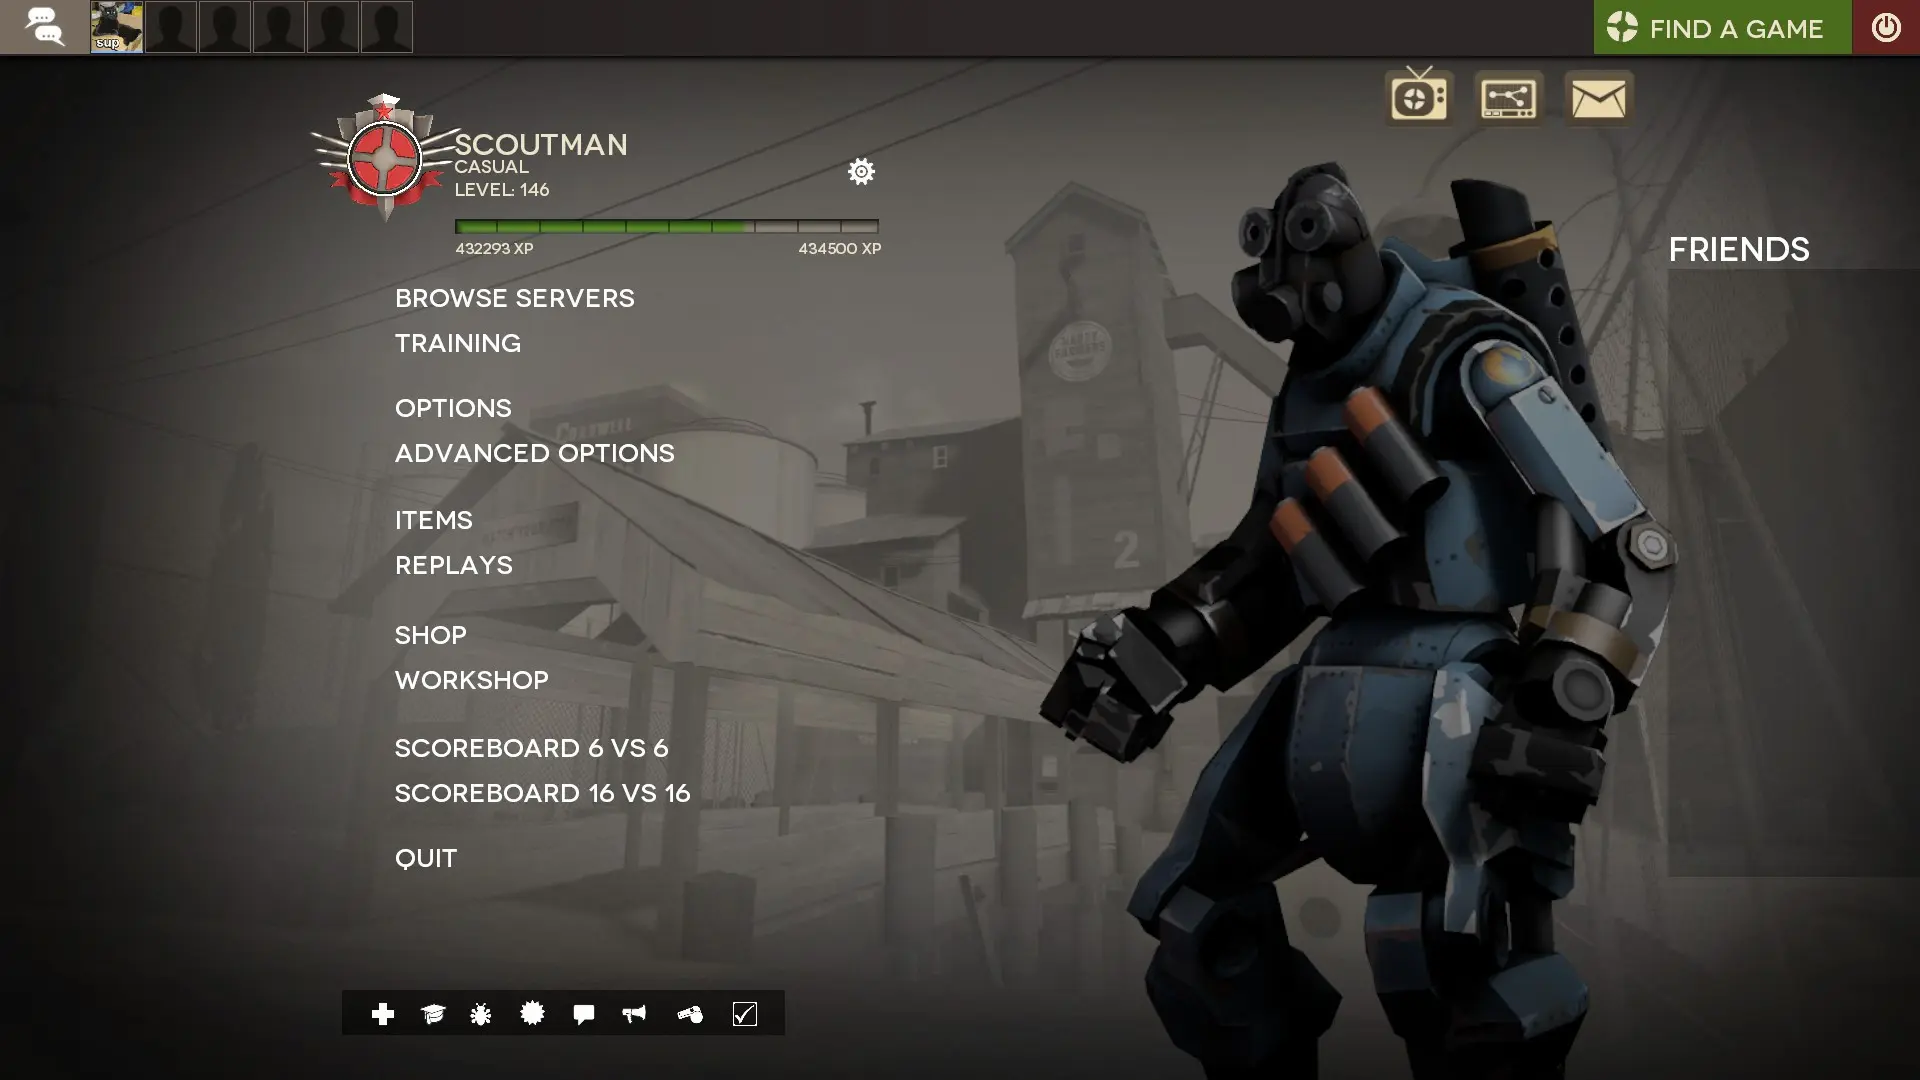 sup
FIND A GAME
SCOUTMAN
CASUAL
LEVEL: 146
432293 XP
434500 XP
FRIENDS
BROWSE SERVERS
TRAINING
OPTIONS
ADVANCED OPTIONS
ITEMS
REPLAYS
2
SHOP
WORKSHOP
SCOREBOARD 6 VS 6
SCOREBOARD 16 VS 16
QUIT